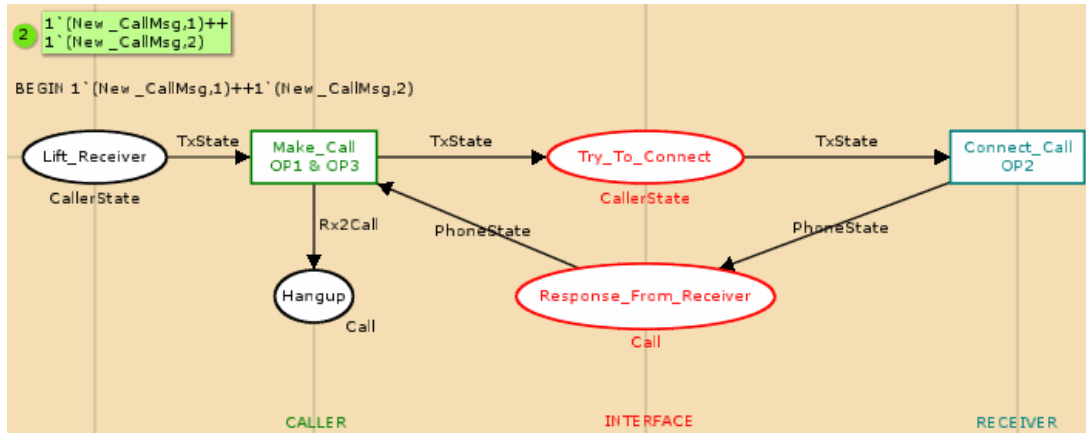 2
1`(New_CallMsg,1)++
1`(New_CallMsg,2)
BEGIN 1`(New_CallMsg,1)++1`(New_CallMsg,2)
Lift_Receiver
CallerState
TxState
Make_Call
OP1 & OP3
TxState
Try_To_Connect
CallerState
TxState
Connect_Call
OP2
Rx2Call
PhoneState
PhoneState
Hangup
Call
Response_From_Receiver
Call
CALLER
INTERFACE
RECEIVER